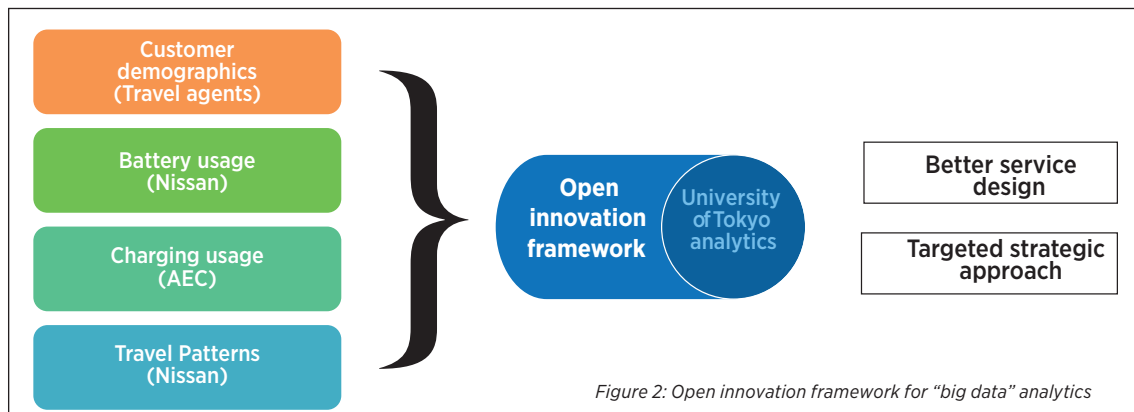 Customer
demographics
(Travel agents)
Battery usage
(Nissan)
Charging usage
(AEC)
Travel Patterns
(Nissan)
Open
innovation
framework
University
of Tokyo
analytics
Better service
design
Targeted strategic
approach
Figure 2: Open innovation framework for “big data” analytics